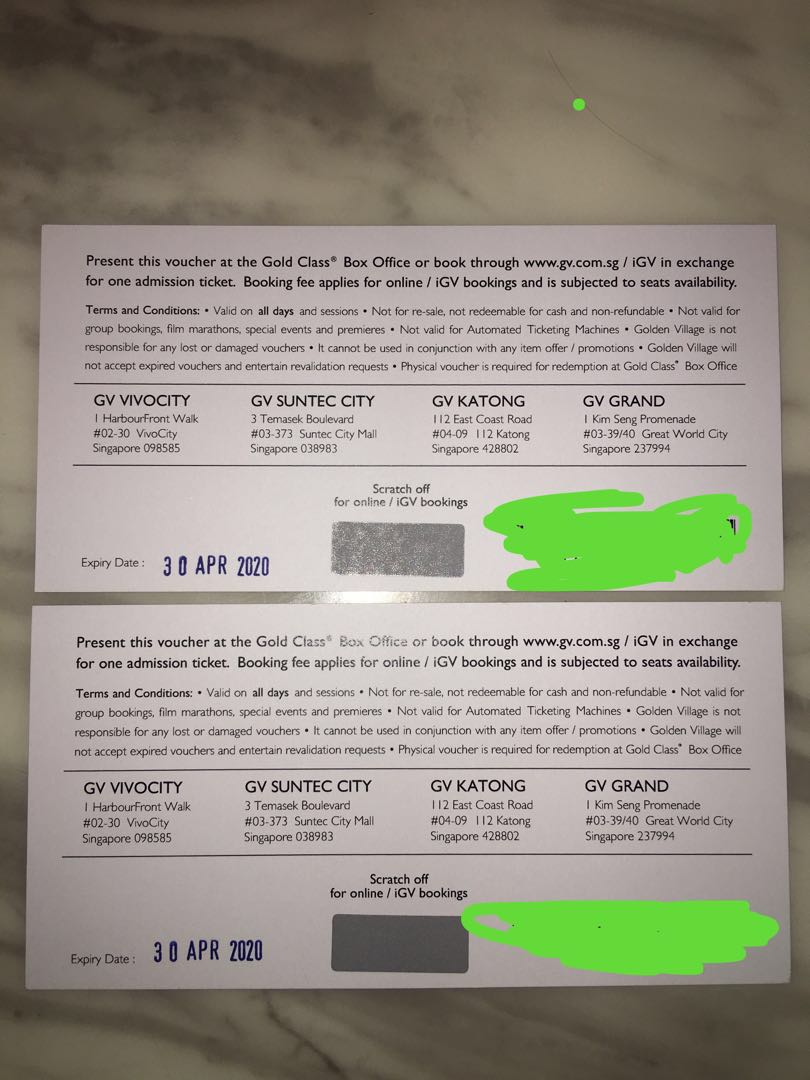 Present this voucher at the Gold Class® Box Office or book through www.gv.com.sg / iGV in exchange
for one admission ticket. Booking fee applies for online / iGV bookings and is subjected to seats availability.
Terms and Conditions: • Valid on all days and sessions • Not for re-sale, not redeemable for cash and non-refundable • Not valid for
group bookings, film marathons, special events and premieres • Not valid for Automated Ticketing Machines • Golden Village is not
responsible for any lost or damaged vouchers • It cannot be used in conjunction with any item offer / promotions • Golden Village will
not accept expired vouchers and entertain revalidation requests • Physical voucher is required for redemption at Gold Class® Box Office
GV VIVOCITY GV SUNTEC CITY GV KATONG GV GRAND
1 HarbourFront Walk 3 Temasek Boulevard 112 East Coast Road 1 Kim Seng Promenade
#02-30 VivoCity #03-373 Suntec City Mall #04-09 112 Katong #03-39/40 Great World City
Singapore 098585 Singapore 038983 Singapore 428802 Singapore 237994
Scratch off
for online / iGV bookings
Expiry Date : 30 APR 2020
Present this voucher at the Gold Class® Box Office or book through www.gv.com.sg / iGV in exchange
for one admission ticket. Booking fee applies for online / iGV bookings and is subjected to seats availability.
Terms and Conditions: • Valid on all days and sessions • Not for re-sale, not redeemable for cash and non-refundable • Not valid for
group bookings, film marathons, special events and premieres • Not valid for Automated Ticketing Machines • Golden Village is not
responsible for any lost or damaged vouchers • It cannot be used in conjunction with any item offer / promotions • Golden Village will
not accept expired vouchers and entertain revalidation requests • Physical voucher is required for redemption at Gold Class® Box Office
GV VIVOCITY GV SUNTEC CITY GV KATONG GV GRAND
1 HarbourFront Walk 3 Temasek Boulevard 112 East Coast Road 1 Kim Seng Promenade
#02-30 VivoCity #03-373 Suntec City Mall #04-09 112 Katong #03-39/40 Great World City
Singapore 098585 Singapore 038983 Singapore 428802 Singapore 237994
Scratch off
for online / iGV bookings
Expiry Date : 30 APR 2020